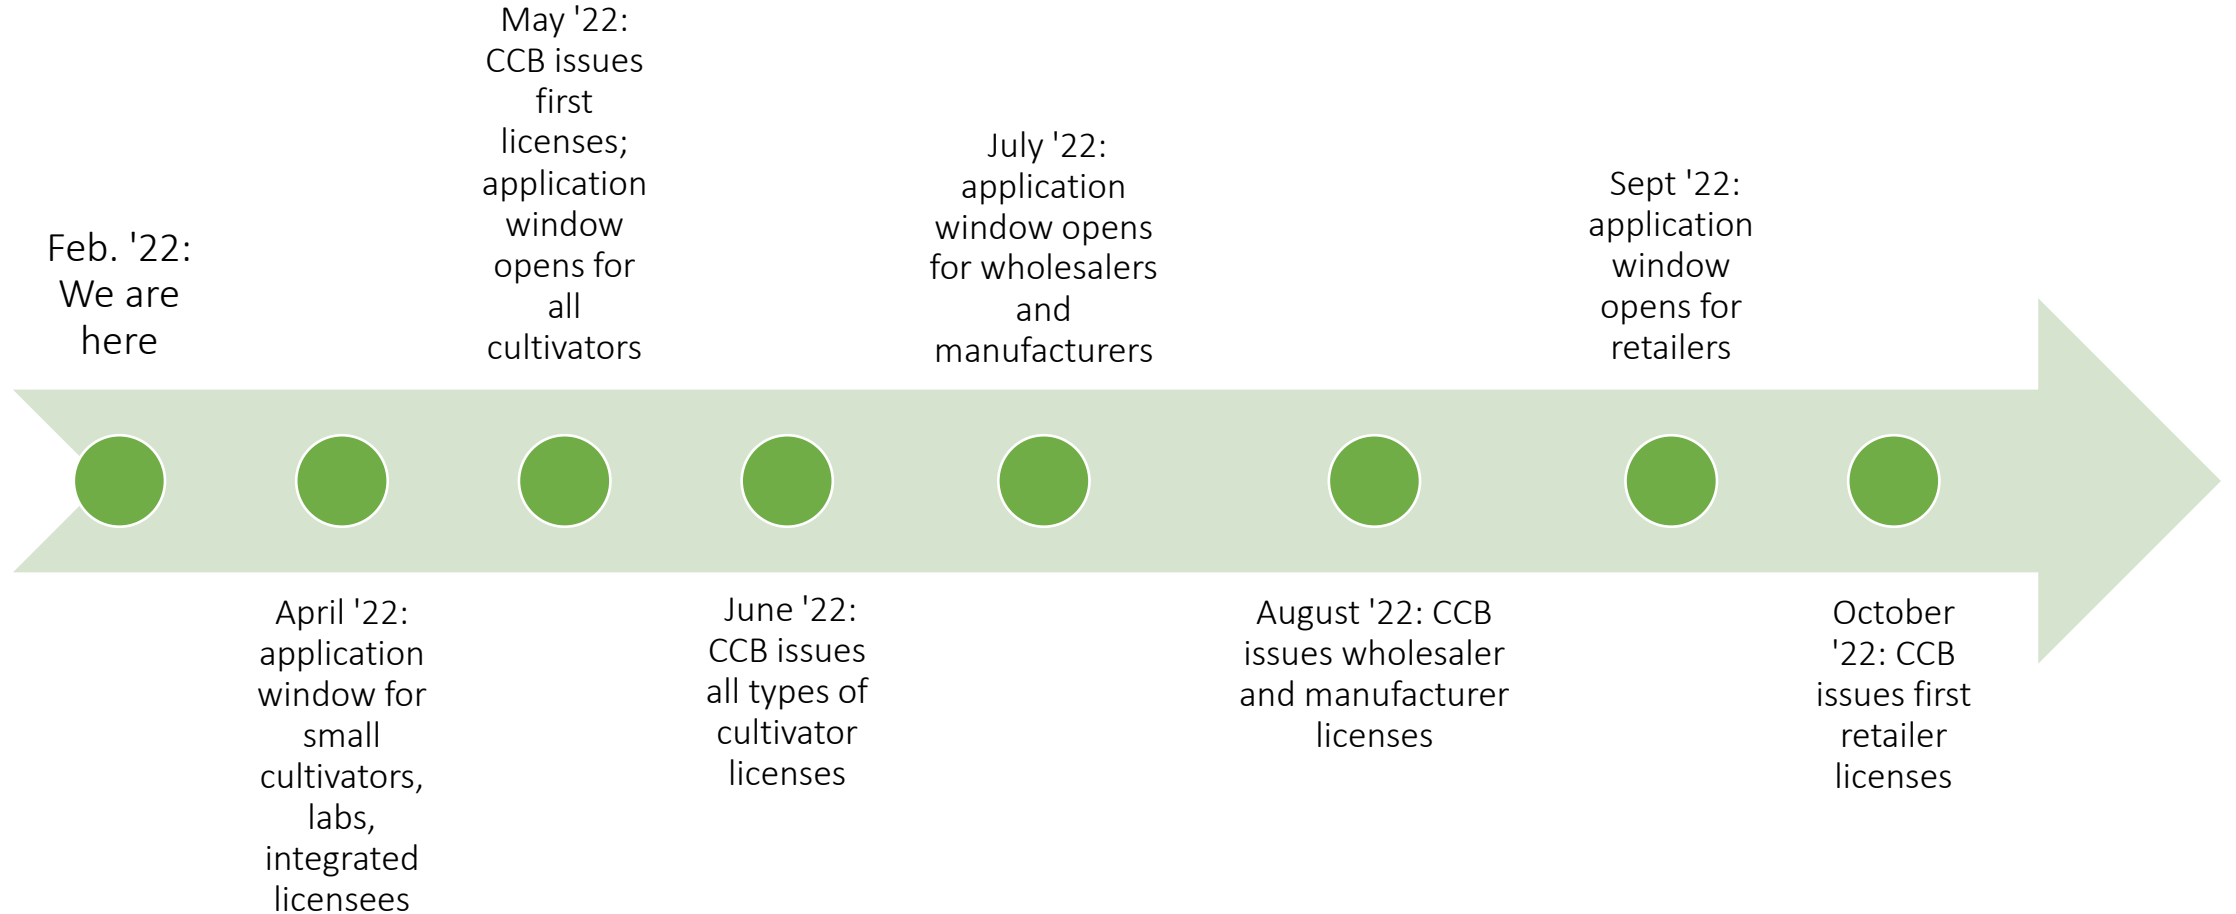 Feb. '22:
We are
here
April '22:
application
window for
small
cultivators,
labs,
integrated
licensees
May '22:
CCB issues
first
licenses;
application
window
opens for
all
cultivators
June '22:
CCB issues
all types of
cultivator
licenses
July '22:
application
window opens
for wholesalers
and
manufacturers
August '22: CCB
issues wholesaler
and manufacturer
licenses
Sept '22:
application
window
opens for
retailers
October
'22: CCB
issues first
retailer
licenses